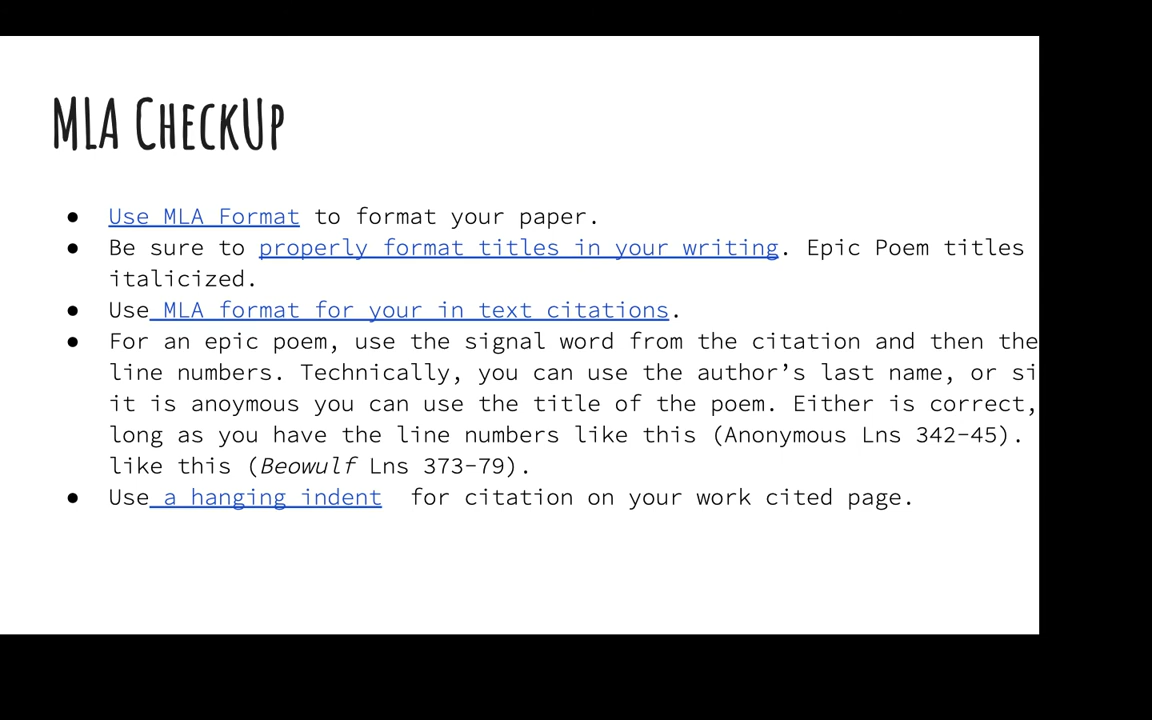 MLA CheckUp
● Use MLA Format to format your paper.
● Be sure to properly format titles in your writing. Epic Poem titles
italicized.
● Use MLA format for your in text citations.
● For an epic poem, use the signal word from the citation and then the
line numbers. Technically, you can use the author’s last name, or si
it is anoymous you can use the title of the poem. Either is correct,
long as you have the line numbers like this (Anonymous Lns 342-45).
like this (Beowulf Lns 373-79).
● Use a hanging indent for citation on your work cited page.